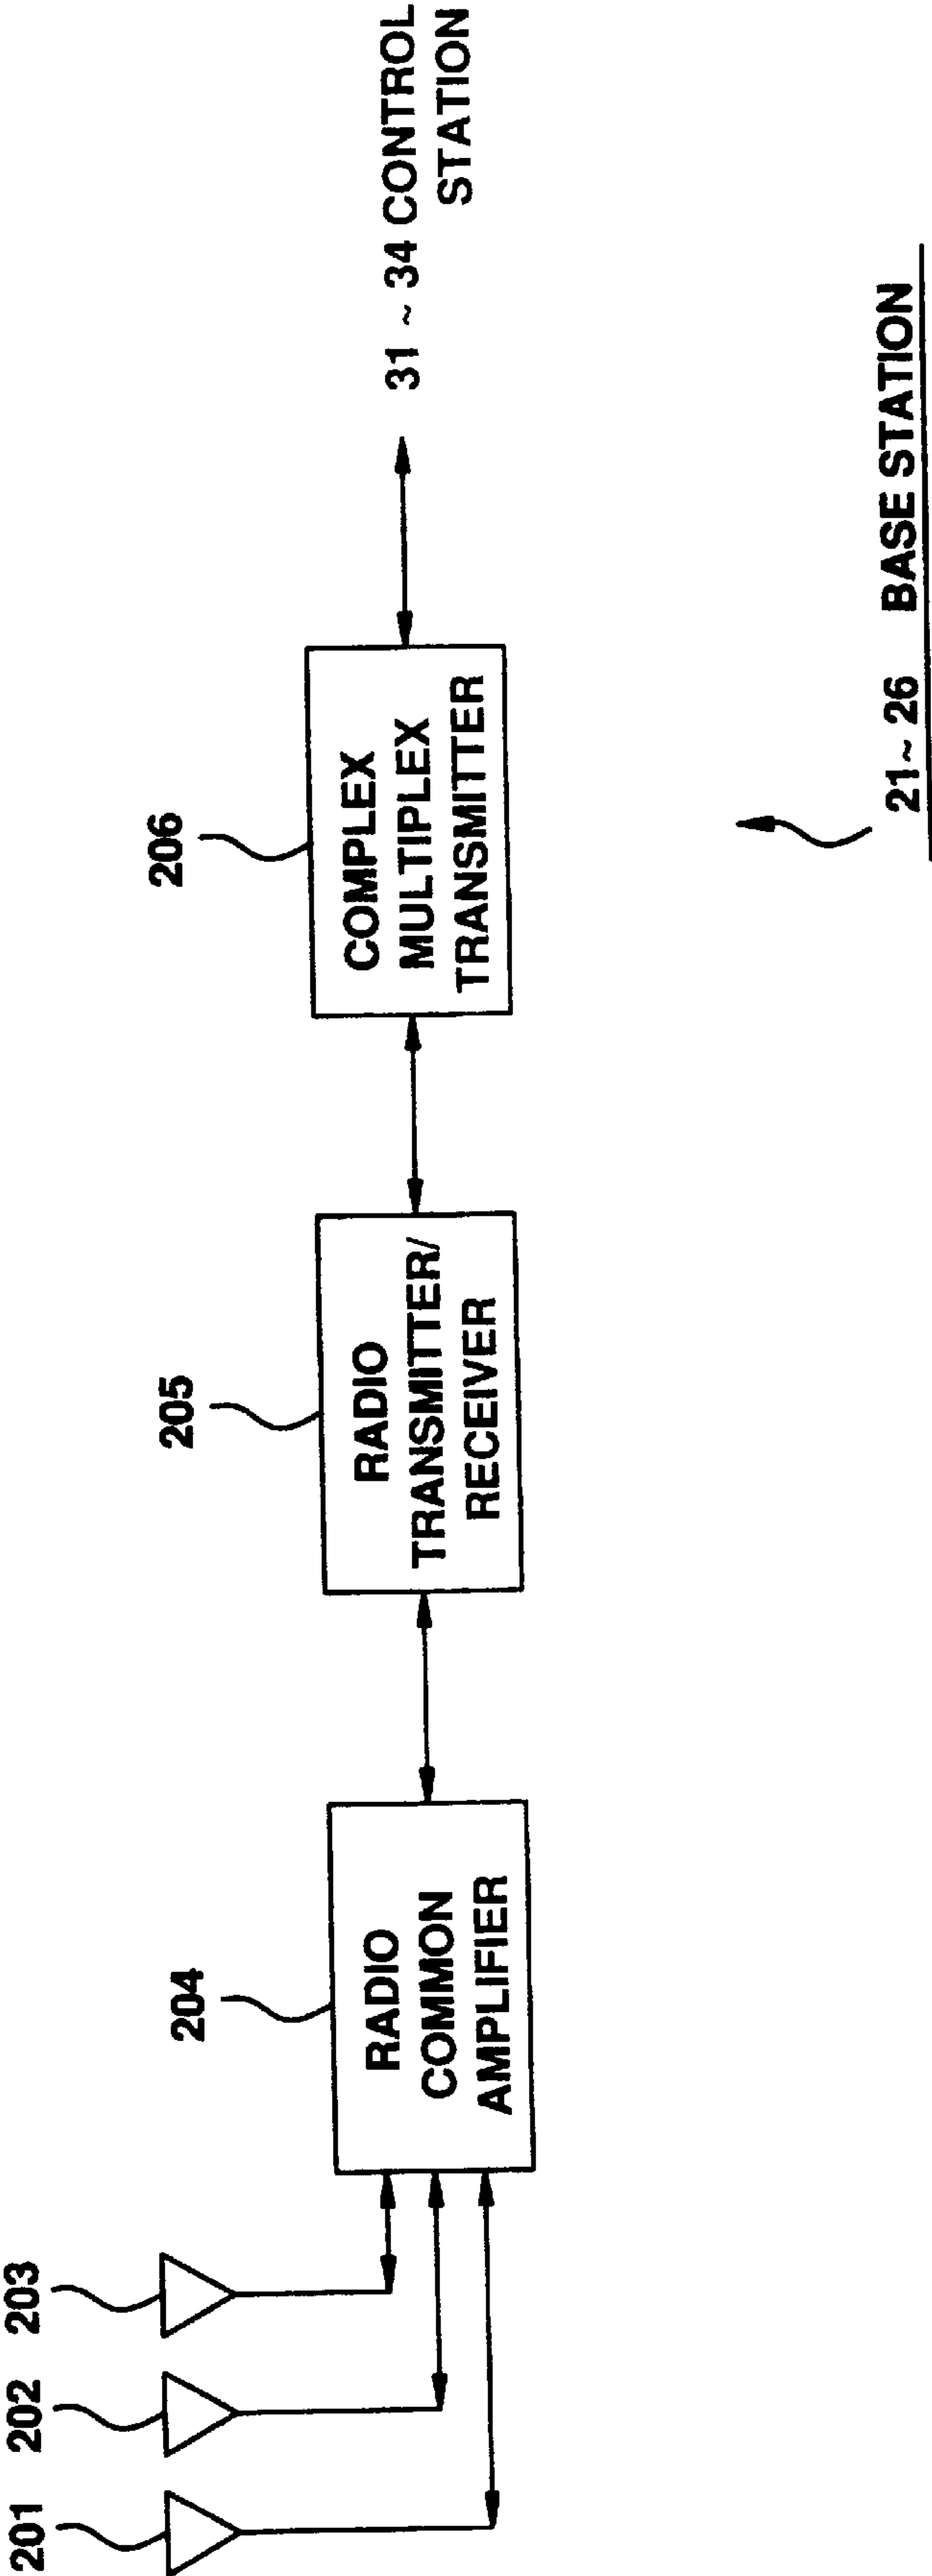 201
202
203
204
RADIO
COMMON
AMPLIFIER
205
RADIO
TRANSMITTER/
RECEIVER
206
COMPLEX
MULTIPLEX
TRANSMITTER
31 ~ 34 CONTROL
STATION
21~ 26 BASE STATION